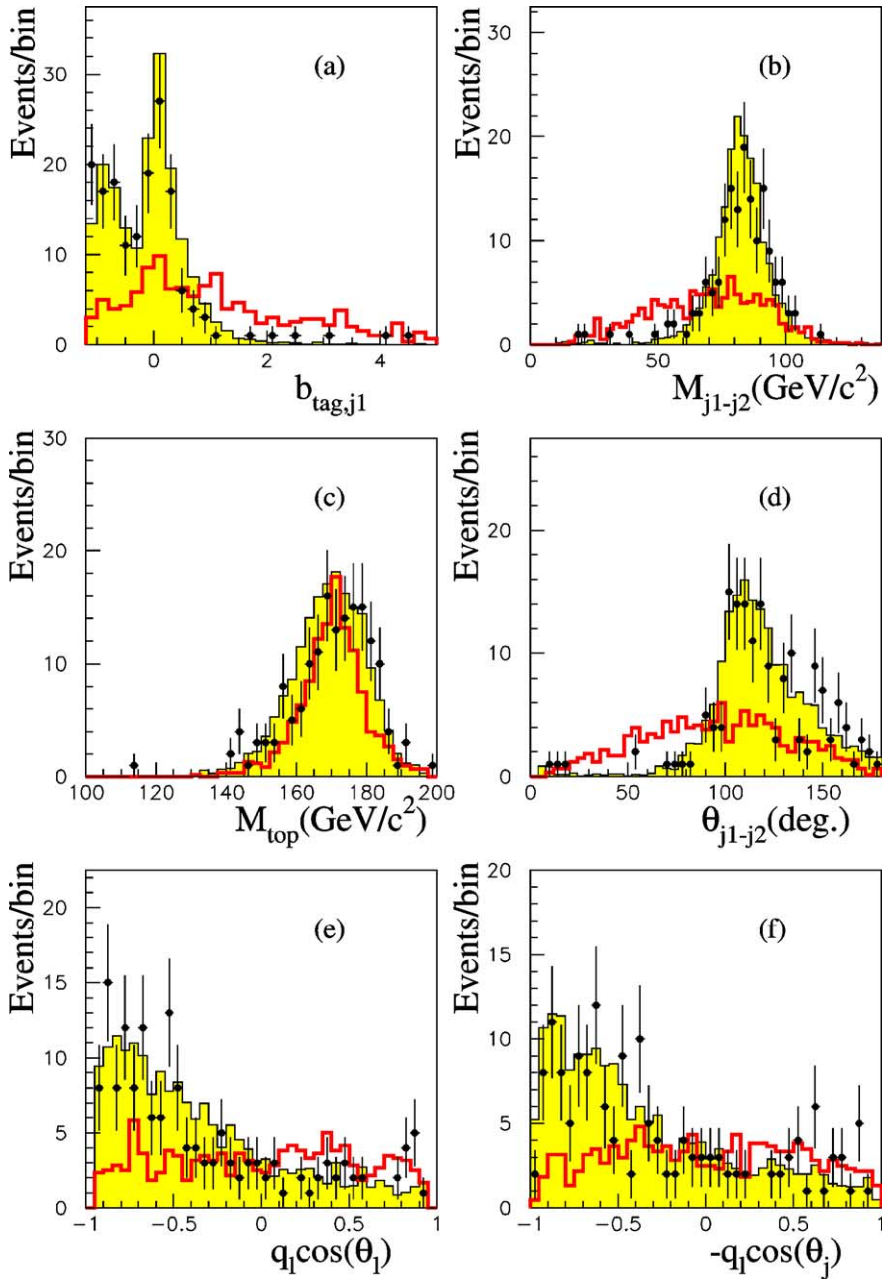 Events/bin
30
20
10
0
(a)
0
2
4
b_tag,j1
Events/bin
30
20
10
0
(b)
0
50
100
M_j1-j2(GeV/c²)
Events/bin
30
20
10
0
(c)
100
120
140
160
180
200
M_top(GeV/c²)
Events/bin
20
10
0
(d)
0
50
100
150
θ_j1-j2(deg.)
Events/bin
20
15
10
5
0
(e)
-1
-0.5
0
0.5
1
q_l cos(θ_l)
Events/bin
20
15
10
5
0
(f)
-1
-0.5
0
0.5
1
-q_l cos(θ_j)